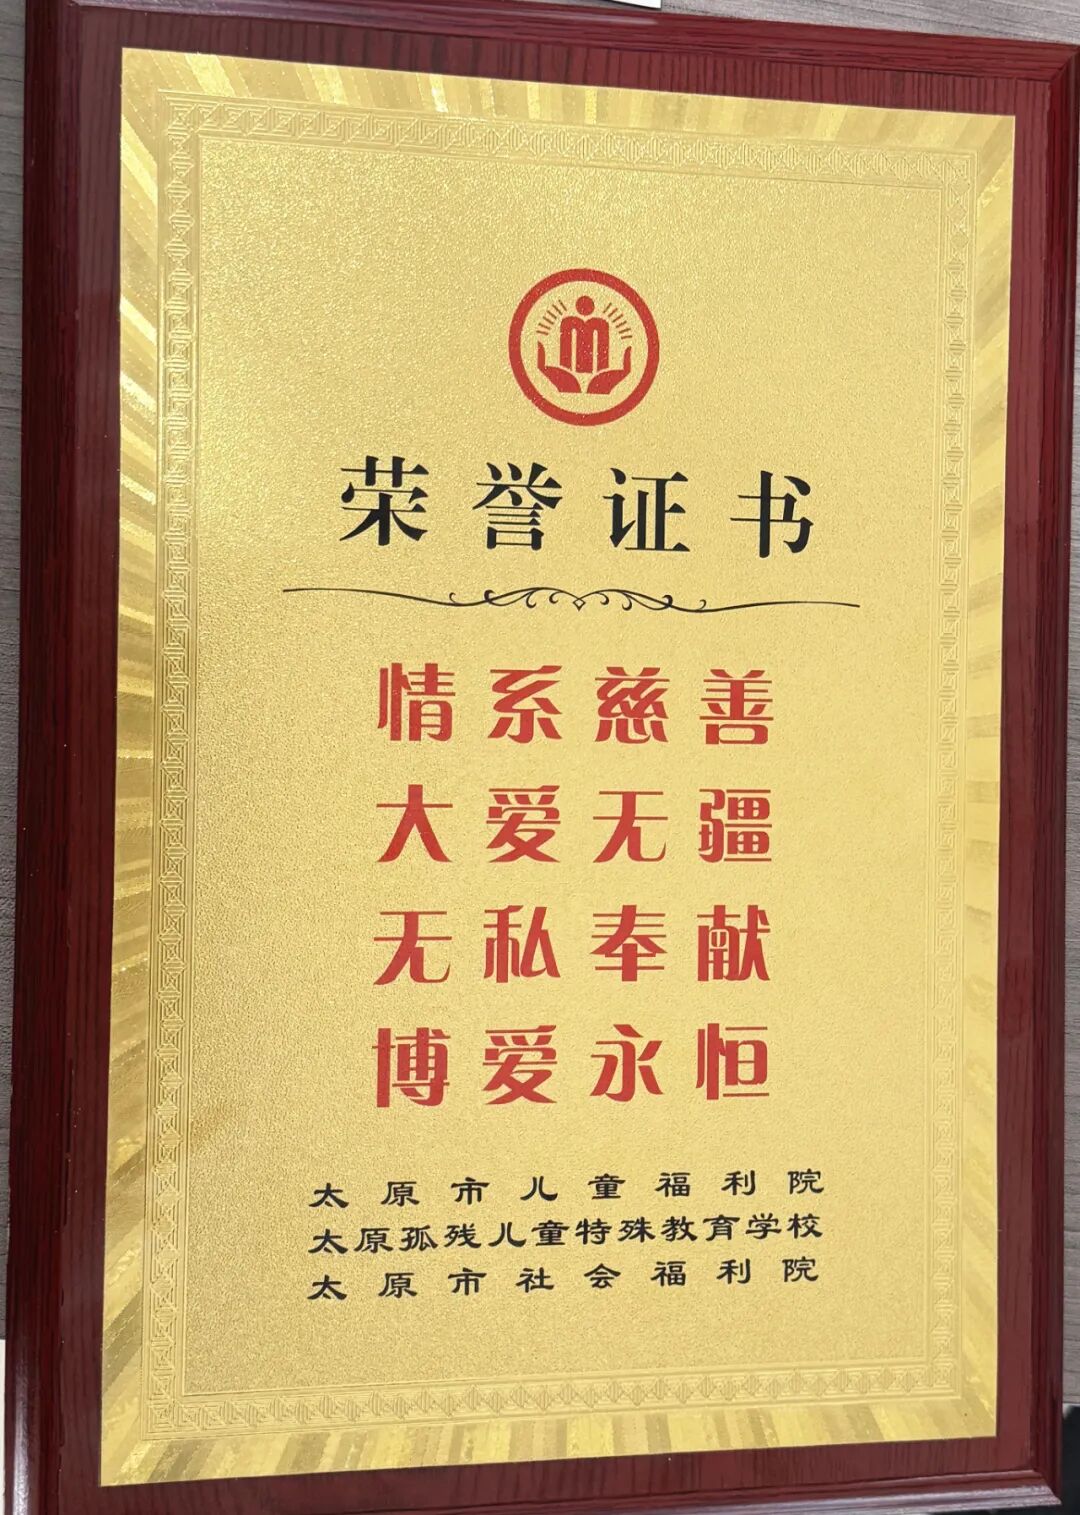 荣誉证书
情系慈善
大爱无疆
无私奉献
博爱永恒
太原市儿童福利院
太原孤残儿童特殊教育学校
太原市社会福利院